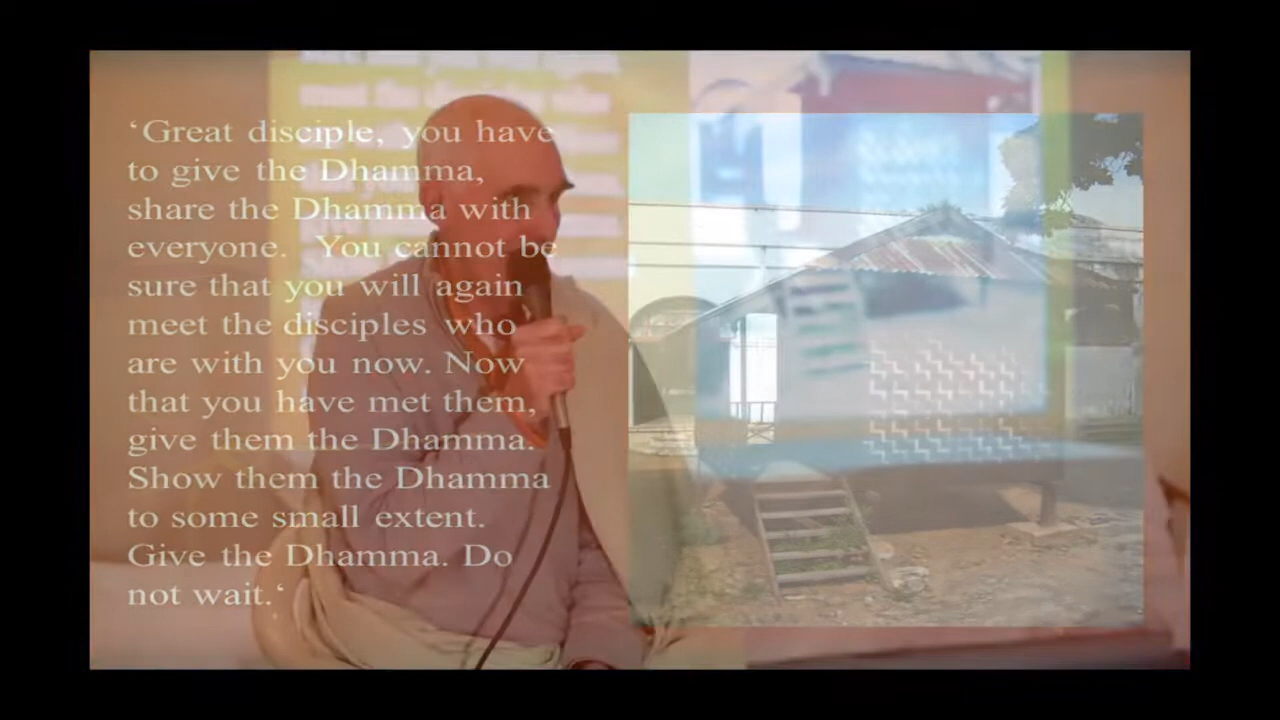 ‘Great disciple, you have
to give the Dhamma,
share the Dhamma with
everyone.  You cannot be
sure that you will again
meet the disciples who
are with you now. Now
that you have met them,
give them the Dhamma.
Show them the Dhamma
to some small extent.
Give the Dhamma. Do
not wait.‘